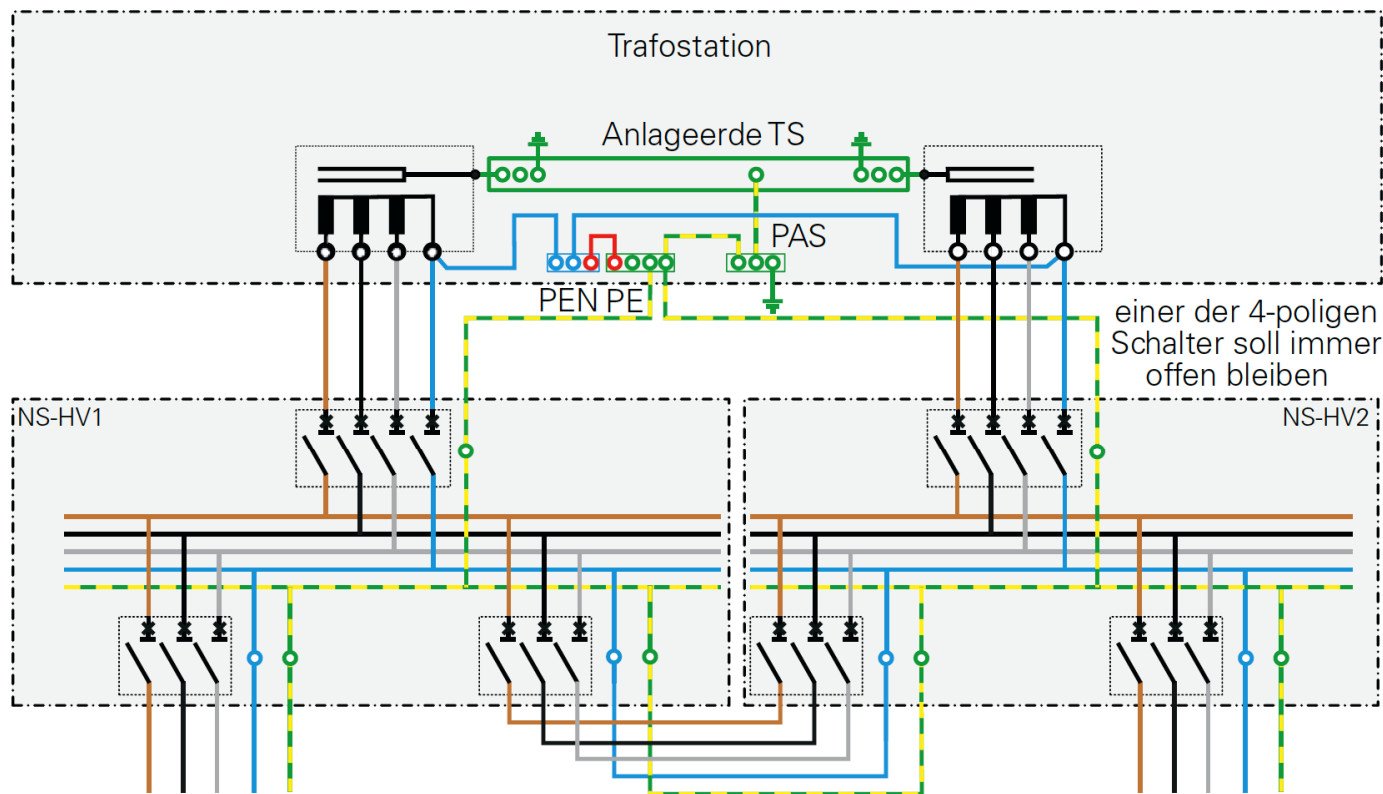 Trafostation
Anlageerde TS
PAS
PEN PE
einer der 4-poligen
Schalter soll immer
offen bleiben
NS-HV1
NS-HV2